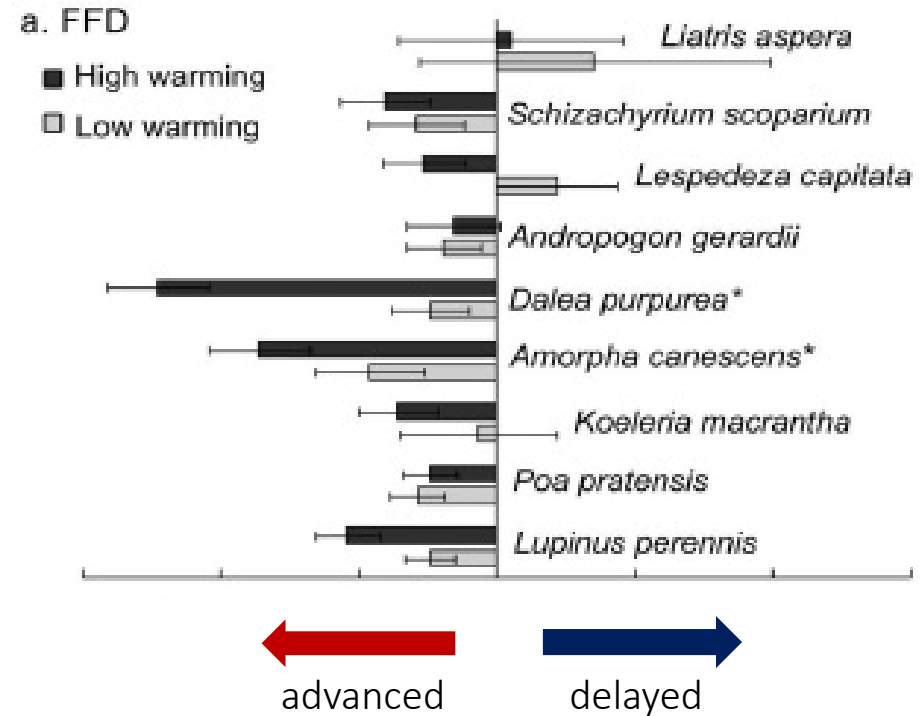 a. FFD
High warming
Low warming
Liatris aspera
Schizachyrium scoparium
Lespedeza capitata
Andropogon gerardii
Dalea purpurea*
Amorpha canescens*
Koeleria macrantha
Poa pratensis
Lupinus perennis
advanced delayed